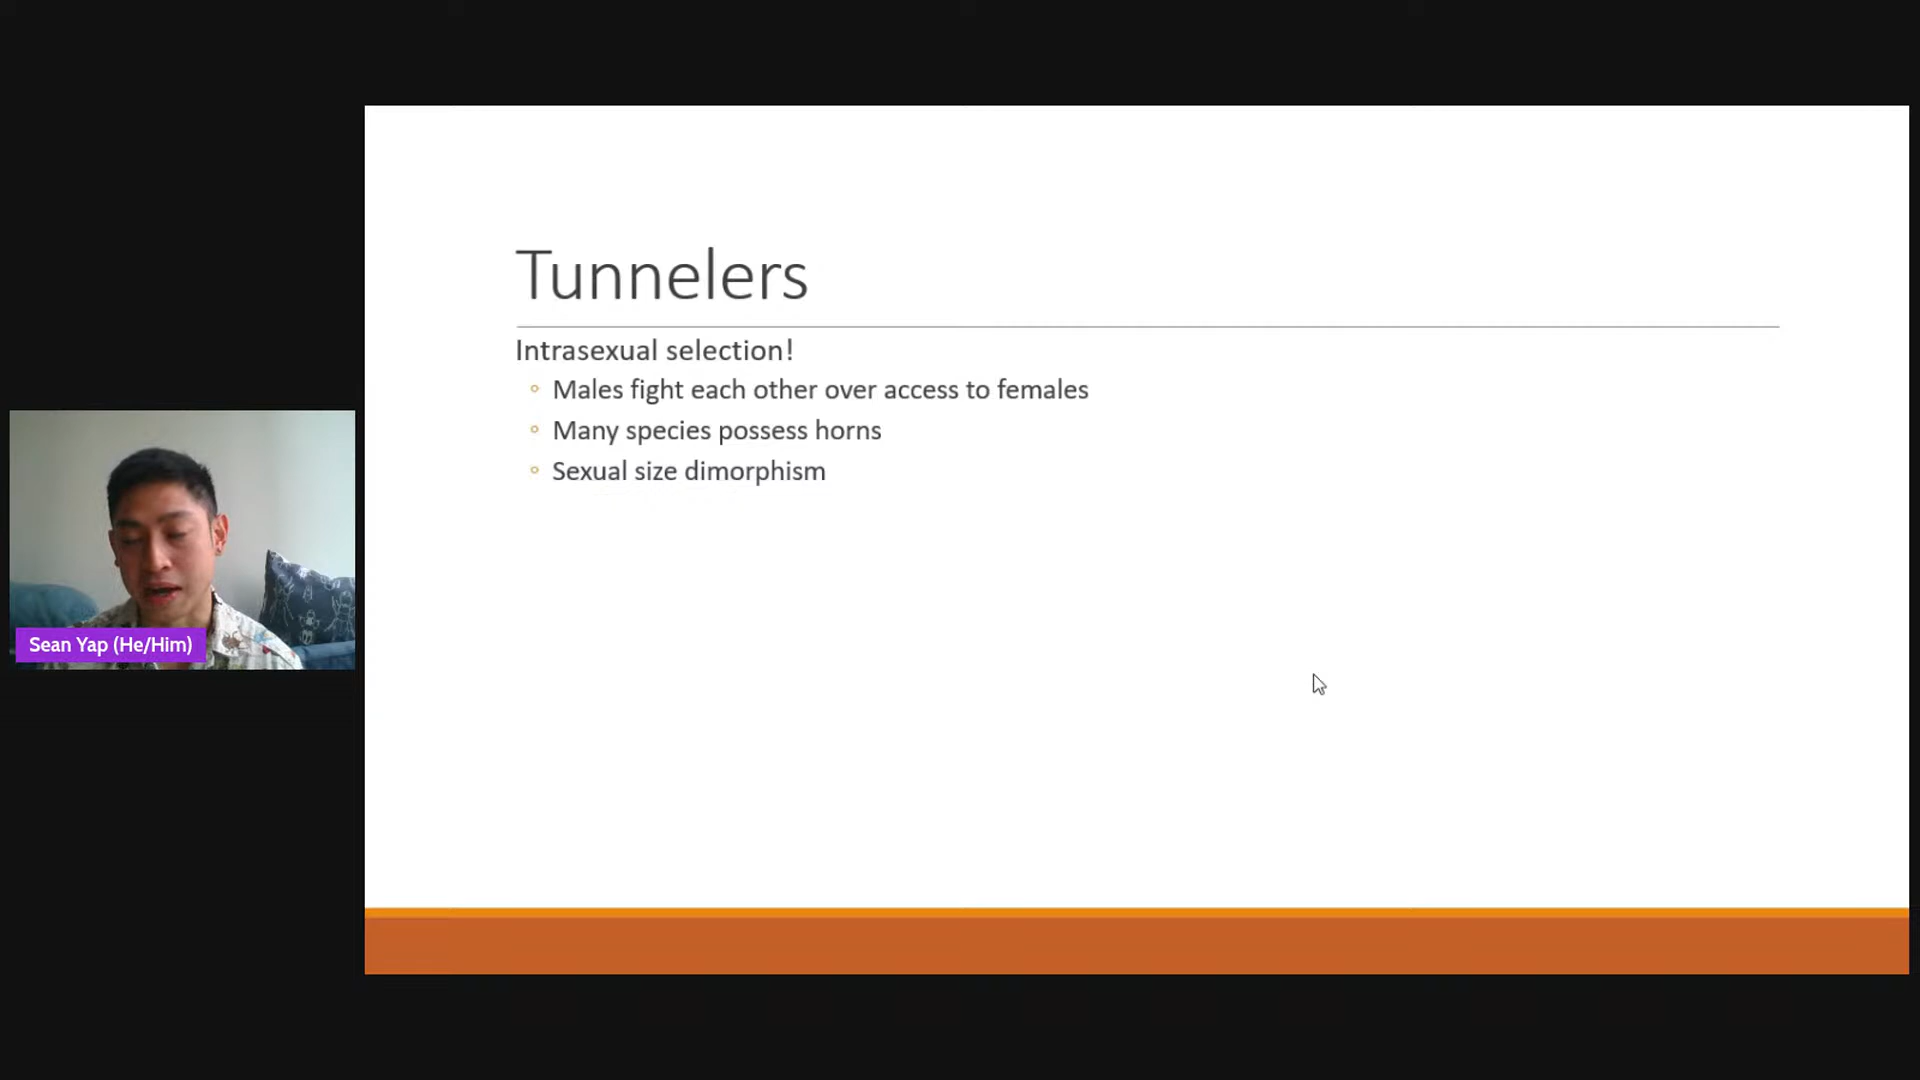 Tunnelers
Intrasexual selection!
Males fight each other over access to females
Many species possess horns
Sexual size dimorphism
Sean Yap (He/Him)